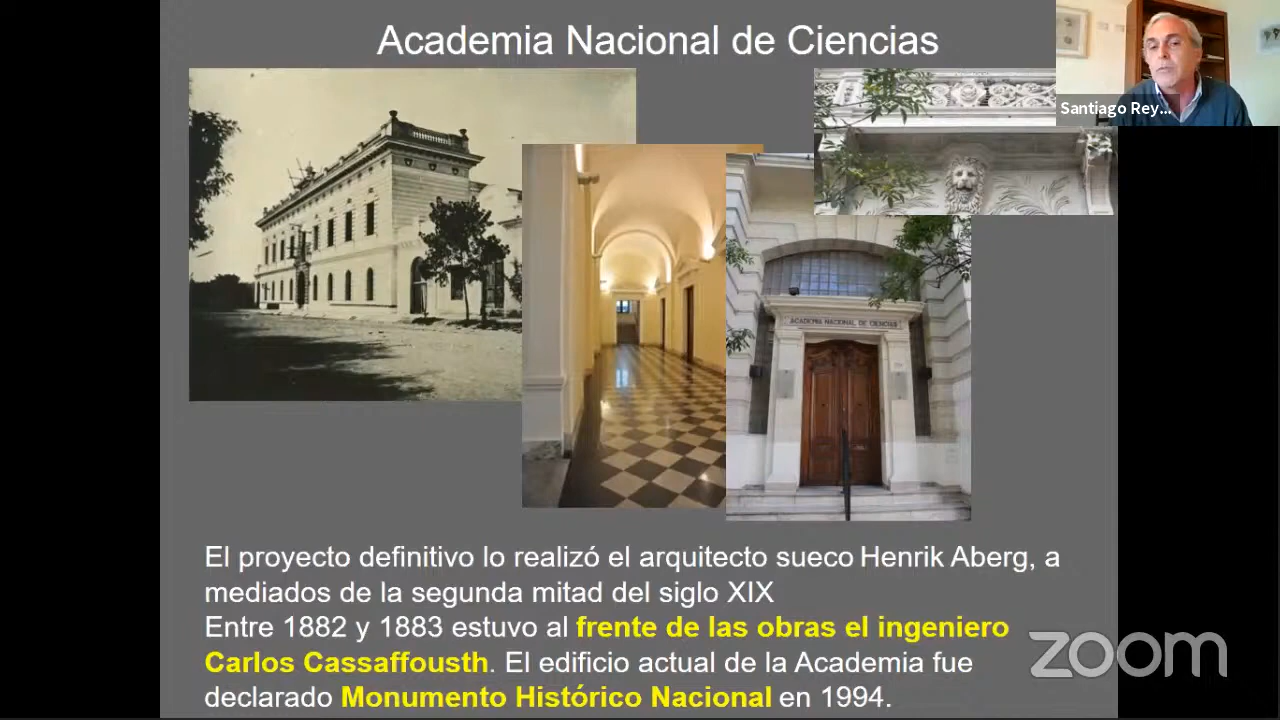 Academia Nacional de Ciencias
Santiago Rey...
ACADEMIA NACIONAL DE CIENCIAS
El proyecto definitivo lo realizó el arquitecto sueco Henrik Aberg, a
mediados de la segunda mitad del siglo XIX
Entre 1882 y 1883 estuvo al frente de las obras el ingeniero
Carlos Cassaffousth. El edificio actual de la Academia fue
declarado Monumento Histórico Nacional en 1994.
zoom